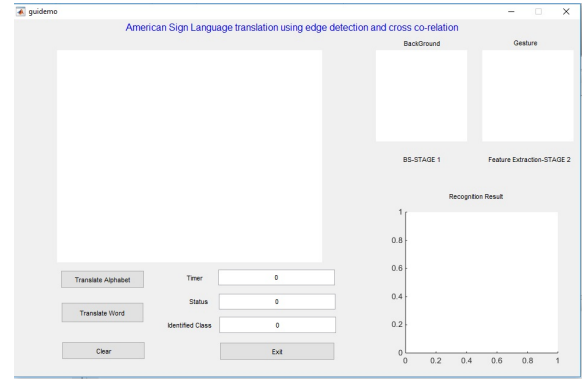 guidemo
American Sign Language translation using edge detection and cross co-relation
BackGround
Gesture
BS-STAGE 1
Feature Extraction-STAGE 2
Recognition Result
1
0.8
0.6
0.4
0.2
0
0 0.2 0.4 0.6 0.8 1
Translate Alphabet
Timer 0
Translate Word
Status 0
Identified Class 0
Clear
Exit